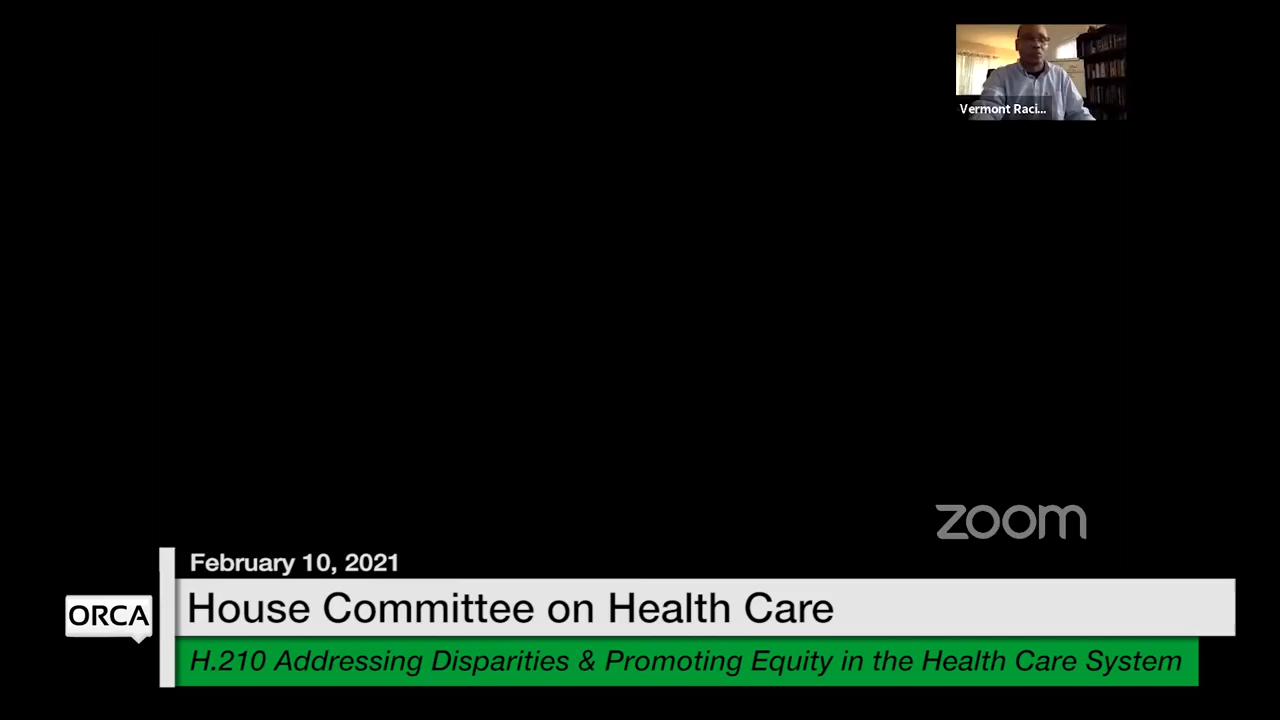 Vermont Raci...
zoom
February 10, 2021
House Committee on Health Care
ORCA
H.210 Addressing Disparities & Promoting Equity in the Health Care System